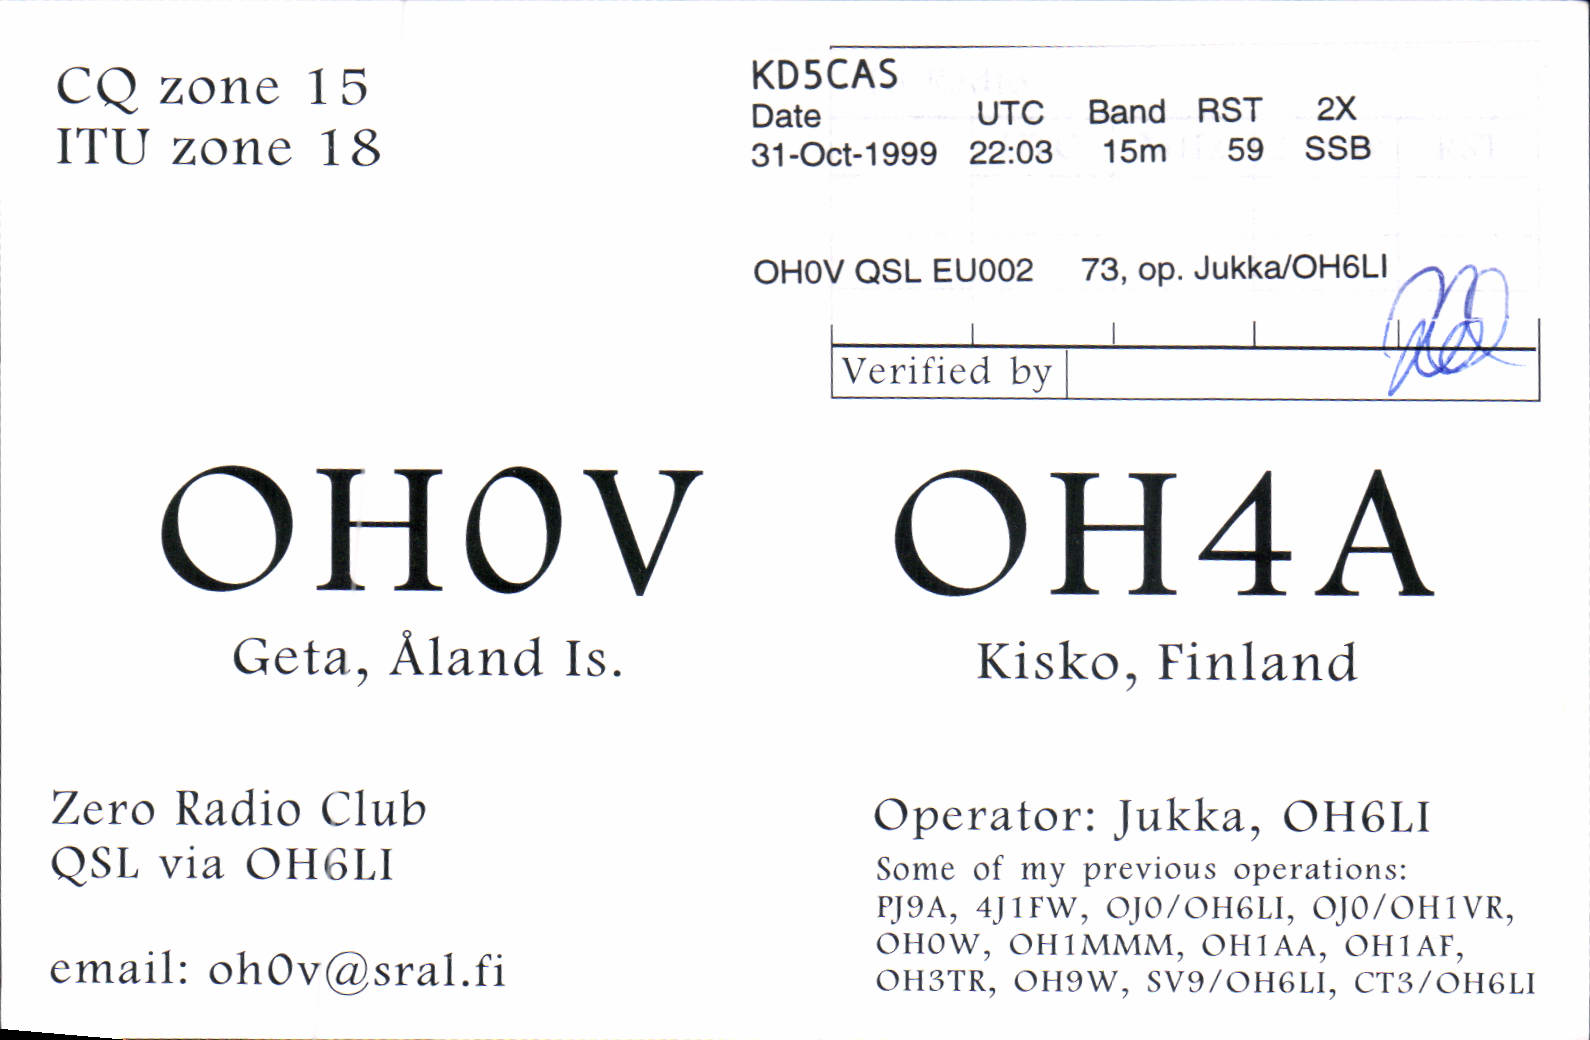 CQ zone 15
ITU zone 18
KD5CAS
Date UTC Band RST 2X
31-Oct-1999 22:03 15m 59 SSB
OH0V QSL EU002 73, op. Jukka/OH6LI
Verified by
OH0V
Geta, Åland Is.
OH4A
Kisko, Finland
Zero Radio Club
QSL via OH6LI
email: oh0v@sral.fi
Operator: Jukka, OH6LI
Some of my previous operations:
PJ9A, 4J1FW, OJ0/OH6LI, OJ0/OH1VR,
OH0W, OH1MMM, OH1AA, OH1AF,
OH3TR, OH9W, SV9/OH6LI, CT3/OH6LI